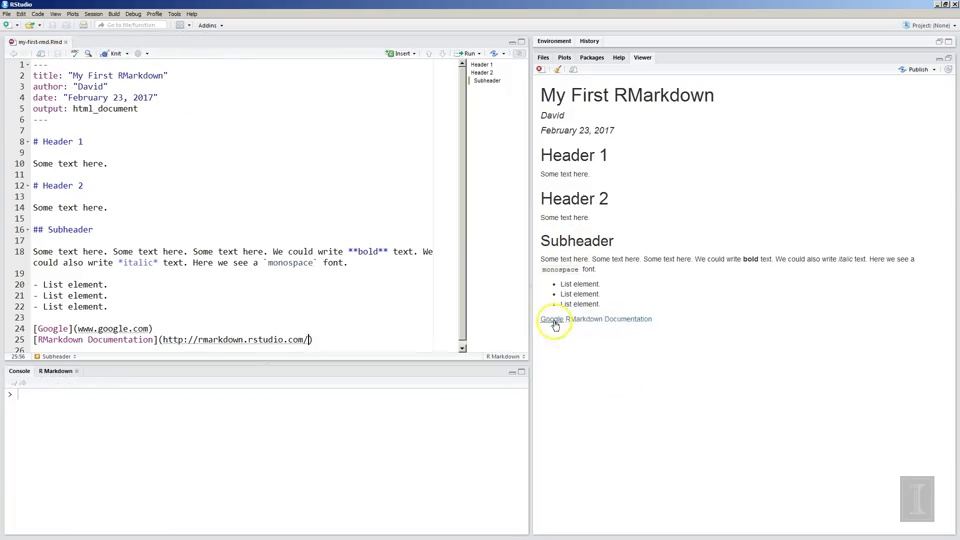 RStudio
File Edit Code View Plots Session Build Debug Profile Tools Help
Go to file/function Addins Project: (None)
my-first-rmd.Rmd
Knit Insert Run
1 ---
2 title: "My First RMarkdown"
3 author: "David"
4 date: "February 23, 2017"
5 output: html_document
6 ---
7
8 # Header 1
9
10 Some text here.
11
12 # Header 2
13
14 Some text here.
15
16 ## Subheader
17
18 Some text here. Some text here. Some text here. We could write **bold** text. We
could also write *italic* text. Here we see a `monospace` font.
19
20 - List element.
21 - List element.
22 - List element.
23
24 [Google](www.google.com)
25 [RMarkdown Documentation](http://rmarkdown.rstudio.com/)
26
Header 1
Header 2
Subheader
25:56 Subheader R Markdown
Console R Markdown
>
Environment History
Files Plots Packages Help Viewer
Publish
My First RMarkdown
David
February 23, 2017
Header 1
Some text here.
Header 2
Some text here.
Subheader
Some text here. Some text here. Some text here. We could write bold text. We could also write italic text. Here we see a
monospace font.
• List element.
• List element.
• List element.
Google RMarkdown Documentation
I